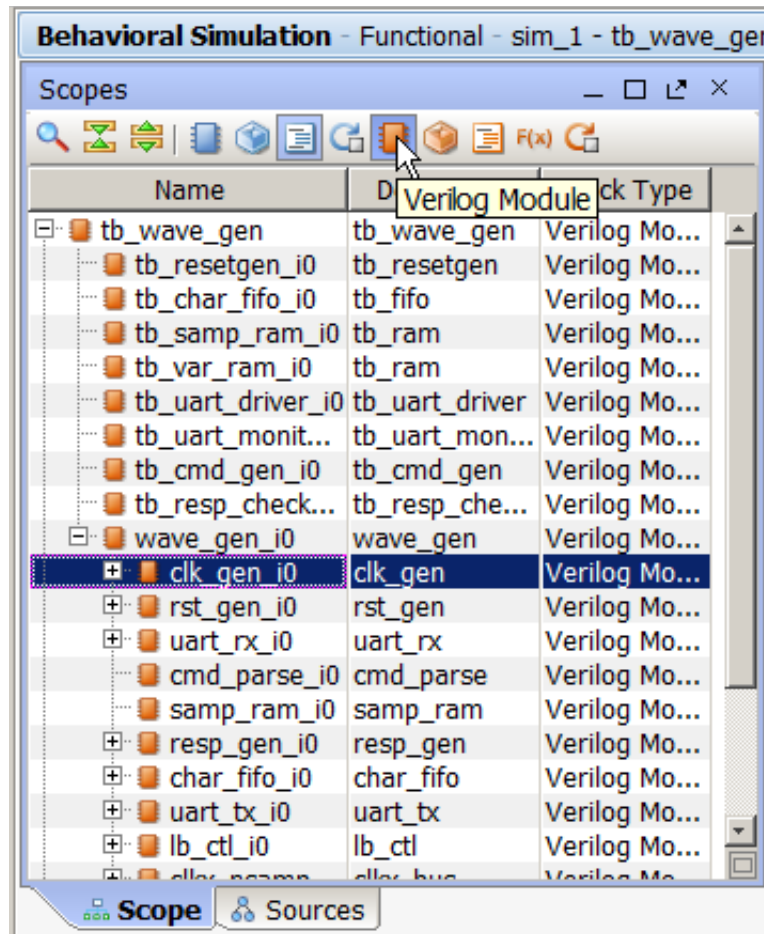 Behavioral Simulation - Functional - sim_1 - tb_wave_ger
Scopes
F(x)
Name D ck Type
Verilog Module
tb_wave_gen tb_wave_gen Verilog Mo...
tb_resetgen_i0 tb_resetgen Verilog Mo...
tb_char_fifo_i0 tb_fifo Verilog Mo...
tb_samp_ram_i0 tb_ram Verilog Mo...
tb_var_ram_i0 tb_ram Verilog Mo...
tb_uart_driver_i0 tb_uart_driver Verilog Mo...
tb_uart_monit... tb_uart_mon... Verilog Mo...
tb_cmd_gen_i0 tb_cmd_gen Verilog Mo...
tb_resp_check... tb_resp_che... Verilog Mo...
wave_gen_i0 wave_gen Verilog Mo...
clk_gen_i0 clk_gen Verilog Mo...
rst_gen_i0 rst_gen Verilog Mo...
uart_rx_i0 uart_rx Verilog Mo...
cmd_parse_i0 cmd_parse Verilog Mo...
samp_ram_i0 samp_ram Verilog Mo...
resp_gen_i0 resp_gen Verilog Mo...
char_fifo_i0 char_fifo Verilog Mo...
uart_tx_i0 uart_tx Verilog Mo...
lb_ctl_i0 lb_ctl Verilog Mo...
Scope Sources